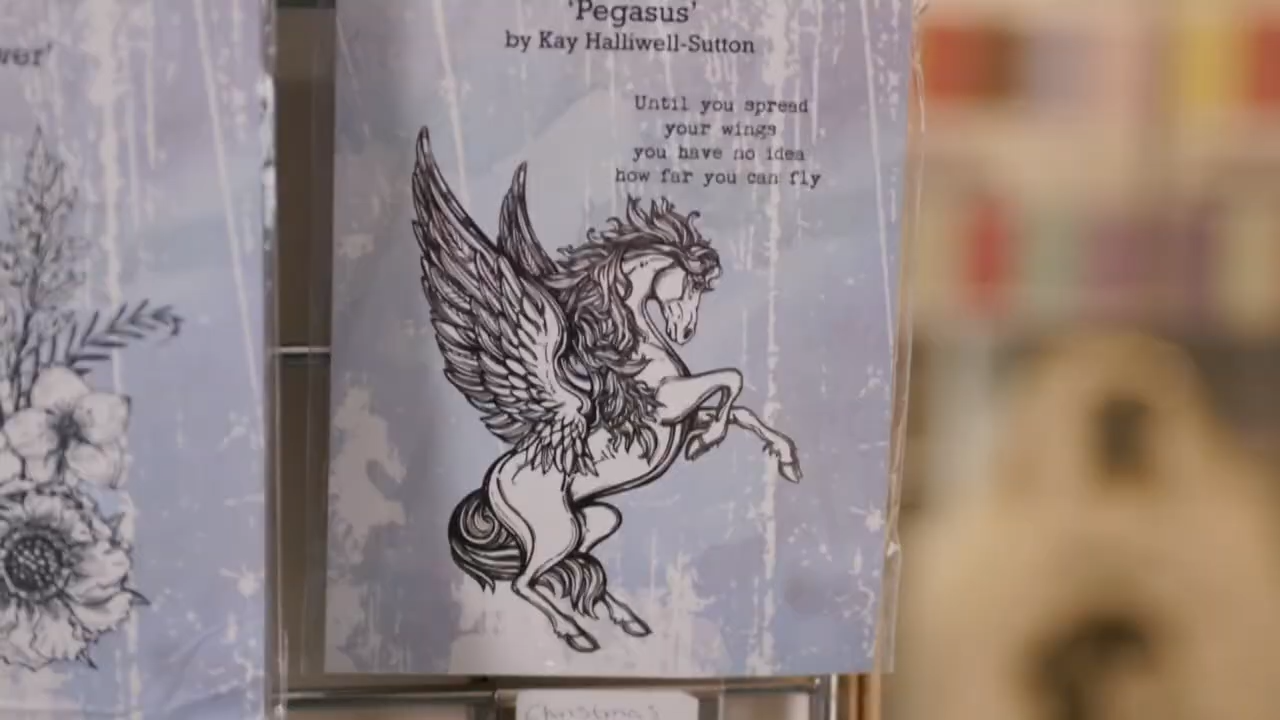 'Pegasus'
by Kay Halliwell-Sutton
Until you spread
your wings
you have no idea
how far you can fly
Christmas